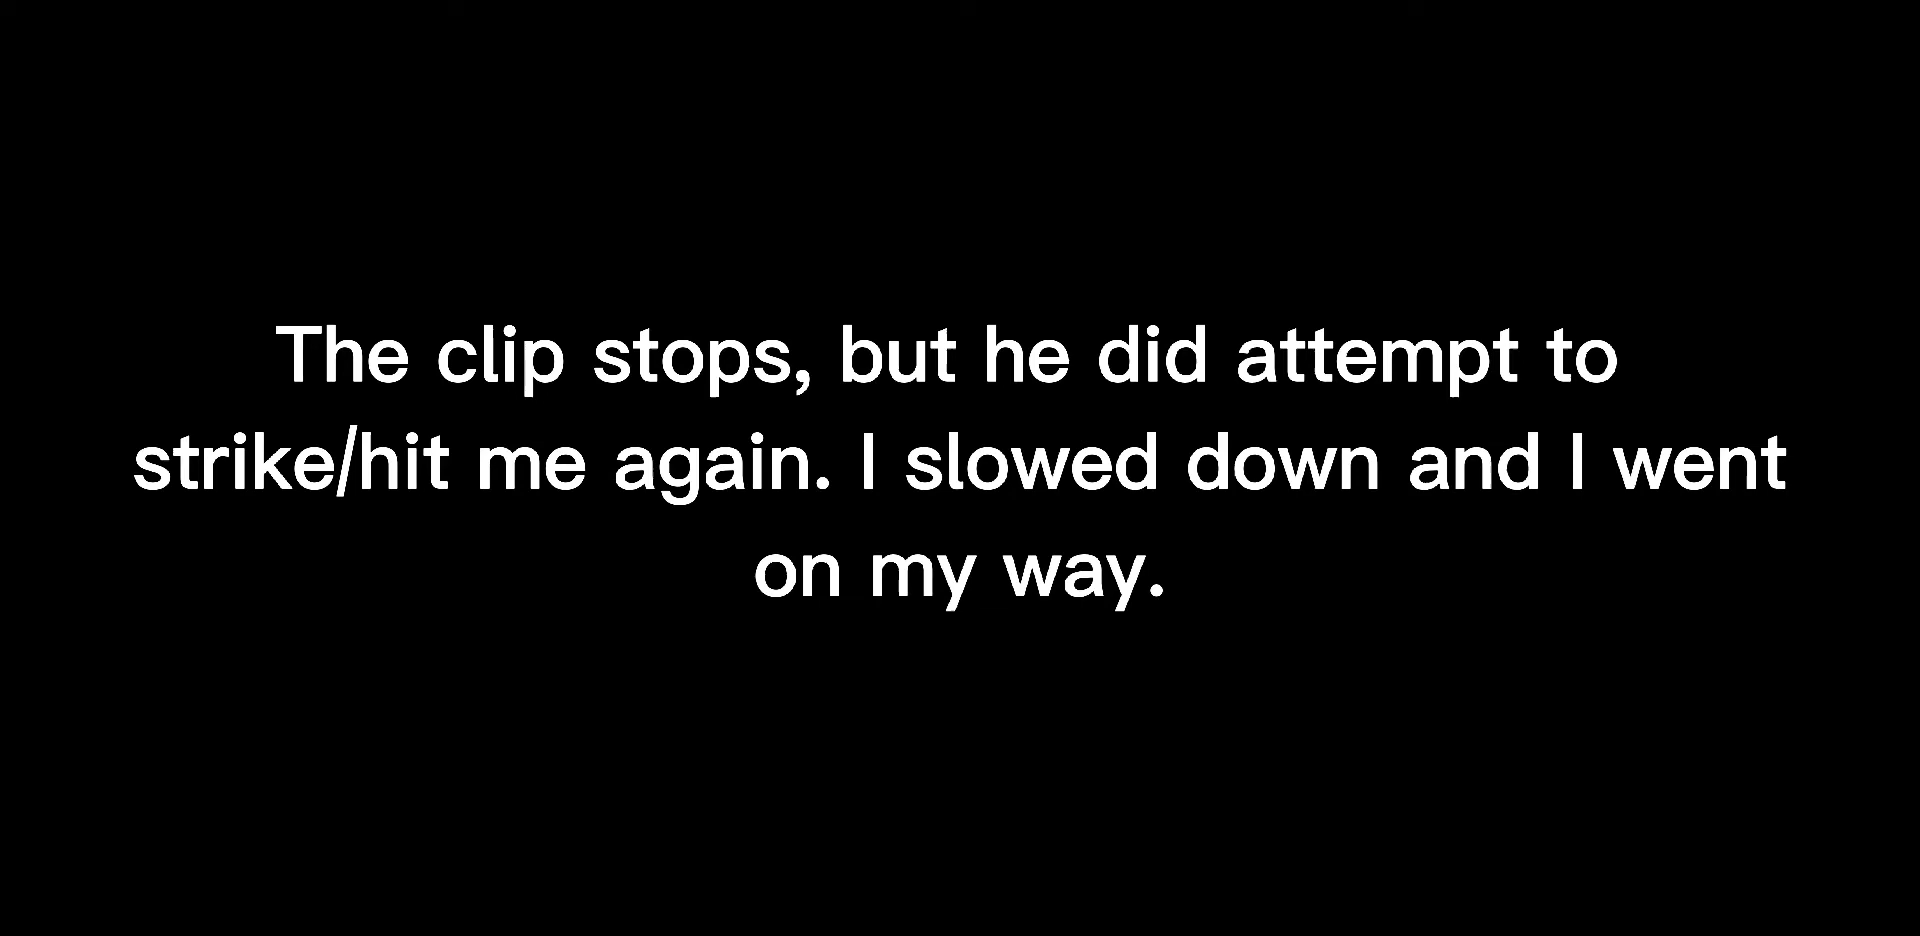 The clip stops, but he did attempt to
strike/hit me again. I slowed down and I went
on my way.